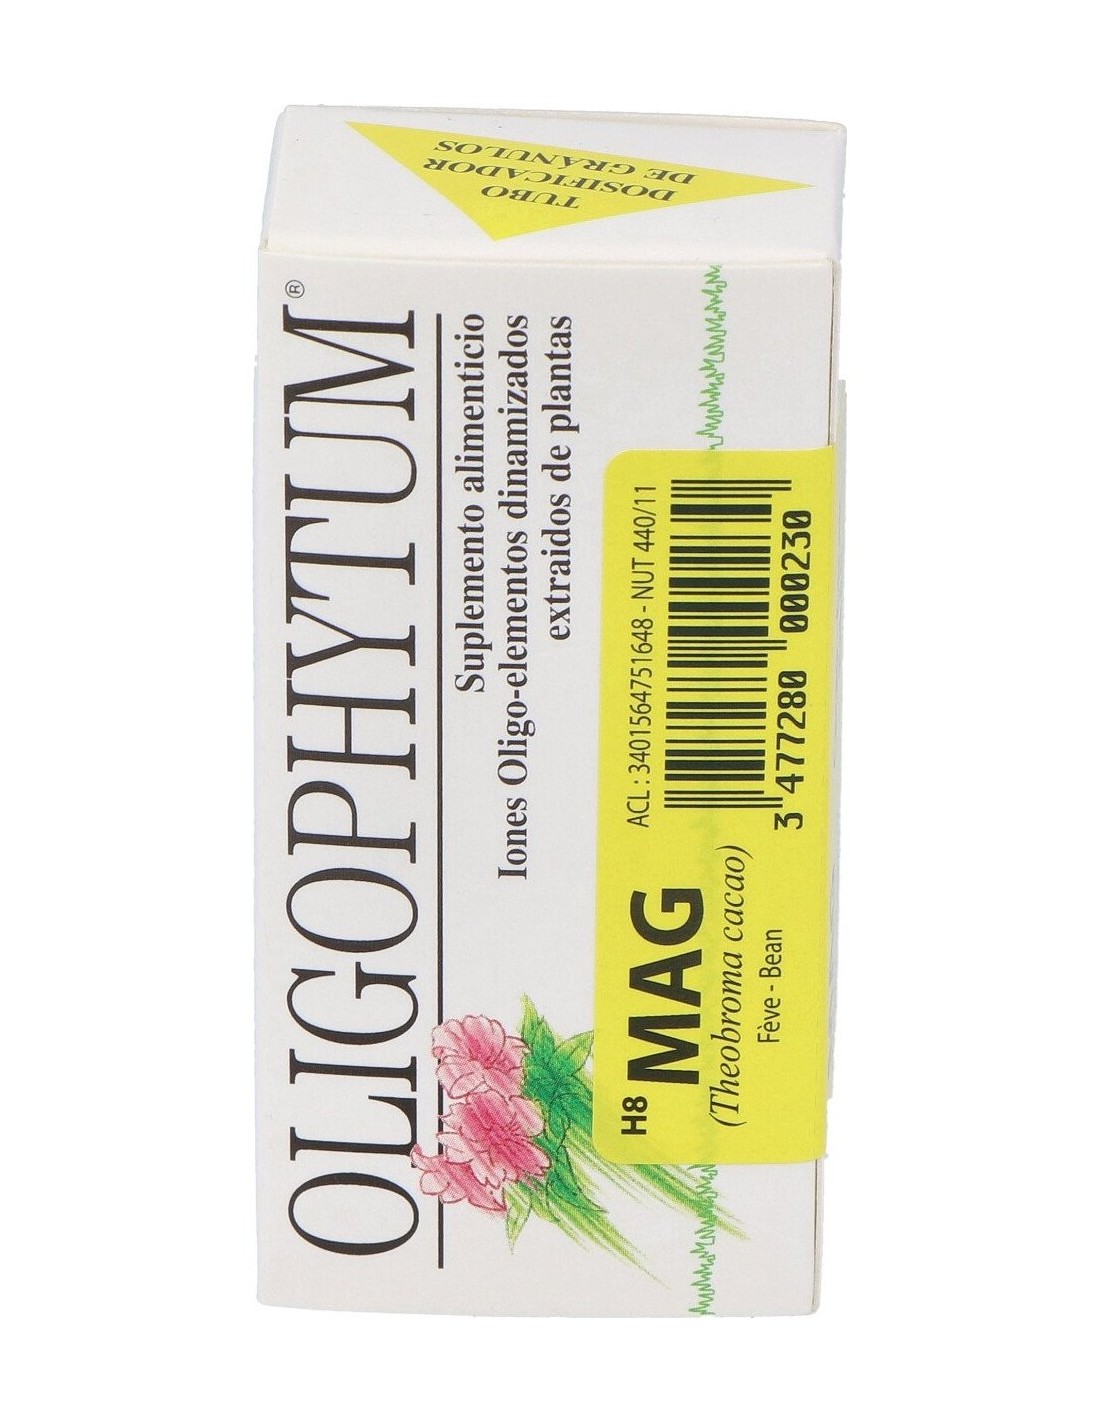 TUBO
DOSIFICADOR
DE GRÁNULOS
OLIGOPHYTUM®
Suplemento alimenticio
Iones Oligo-elementos dinamizados
extraidos de plantas
H8
MAG
(Theobroma cacao)
Fève - Bean
ACL : 3401564751648 - NUT 440/11
3 477280 000230